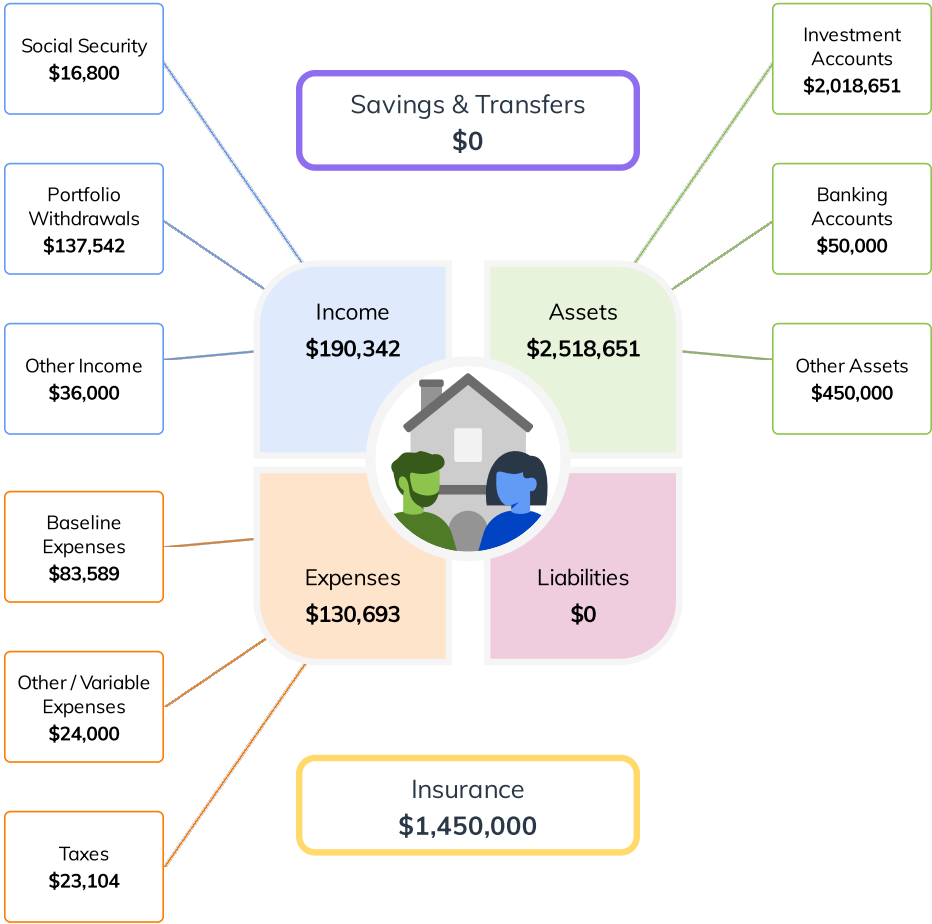 Social Security
$16,800
Portfolio
Withdrawals
$137,542
Other Income
$36,000
Baseline
Expenses
$83,589
Other / Variable
Expenses
$24,000
Taxes
$23,104
Savings & Transfers
$0
Income
$190,342
Assets
$2,518,651
Expenses
$130,693
Liabilities
$0
Insurance
$1,450,000
Investment
Accounts
$2,018,651
Banking
Accounts
$50,000
Other Assets
$450,000